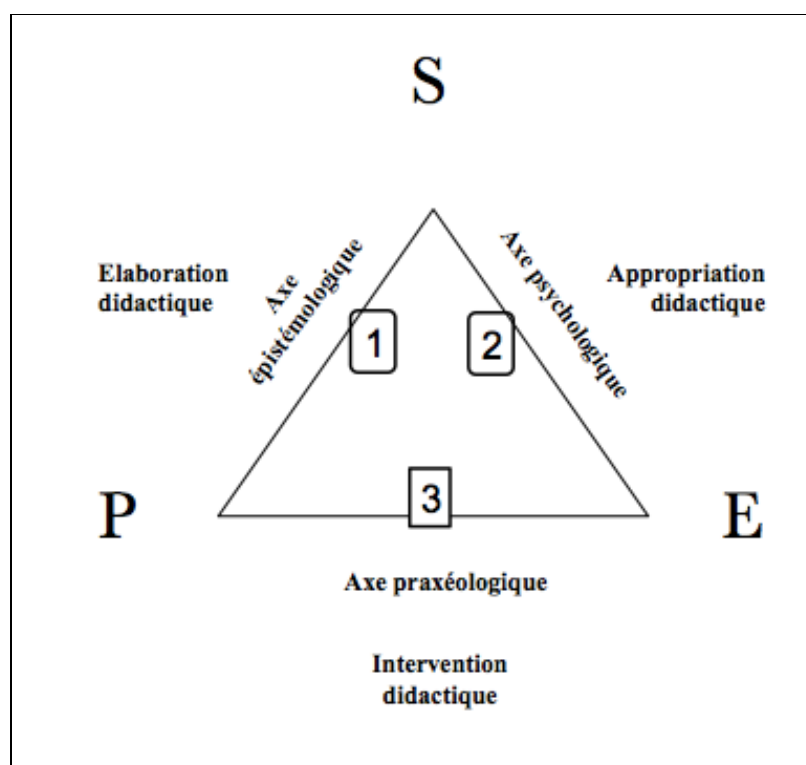 S
Elaboration
didactique
Axe
épistémologique
Axe psychologique
Appropriation
didactique
1
2
P
3
E
Axe praxéologique
Intervention
didactique